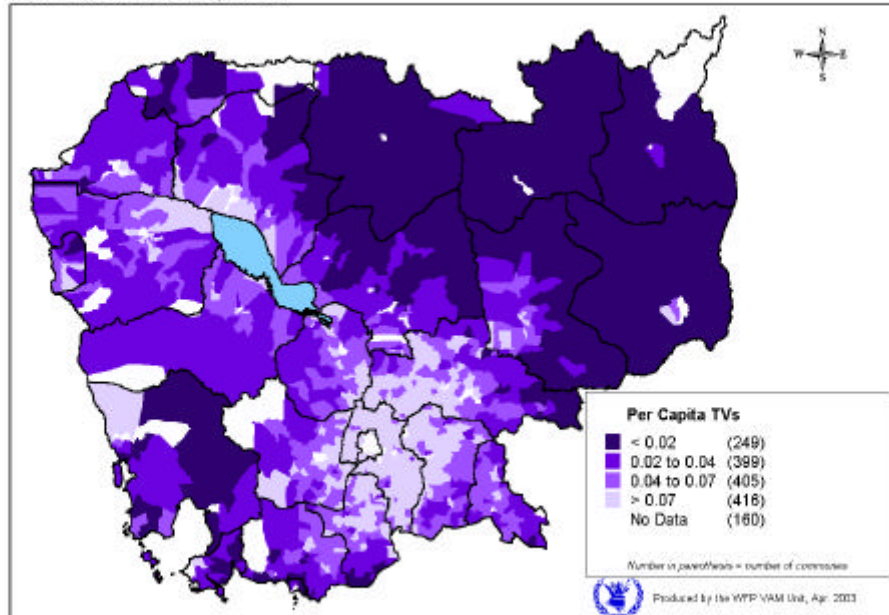 N
W E
S
Per Capita TVs
< 0.02 (249)
0.02 to 0.04 (399)
0.04 to 0.07 (405)
> 0.07 (416)
No Data (160)
Number in parenthesis = number of communes
Produced by the WFP VAM Unit, Apr. 2003